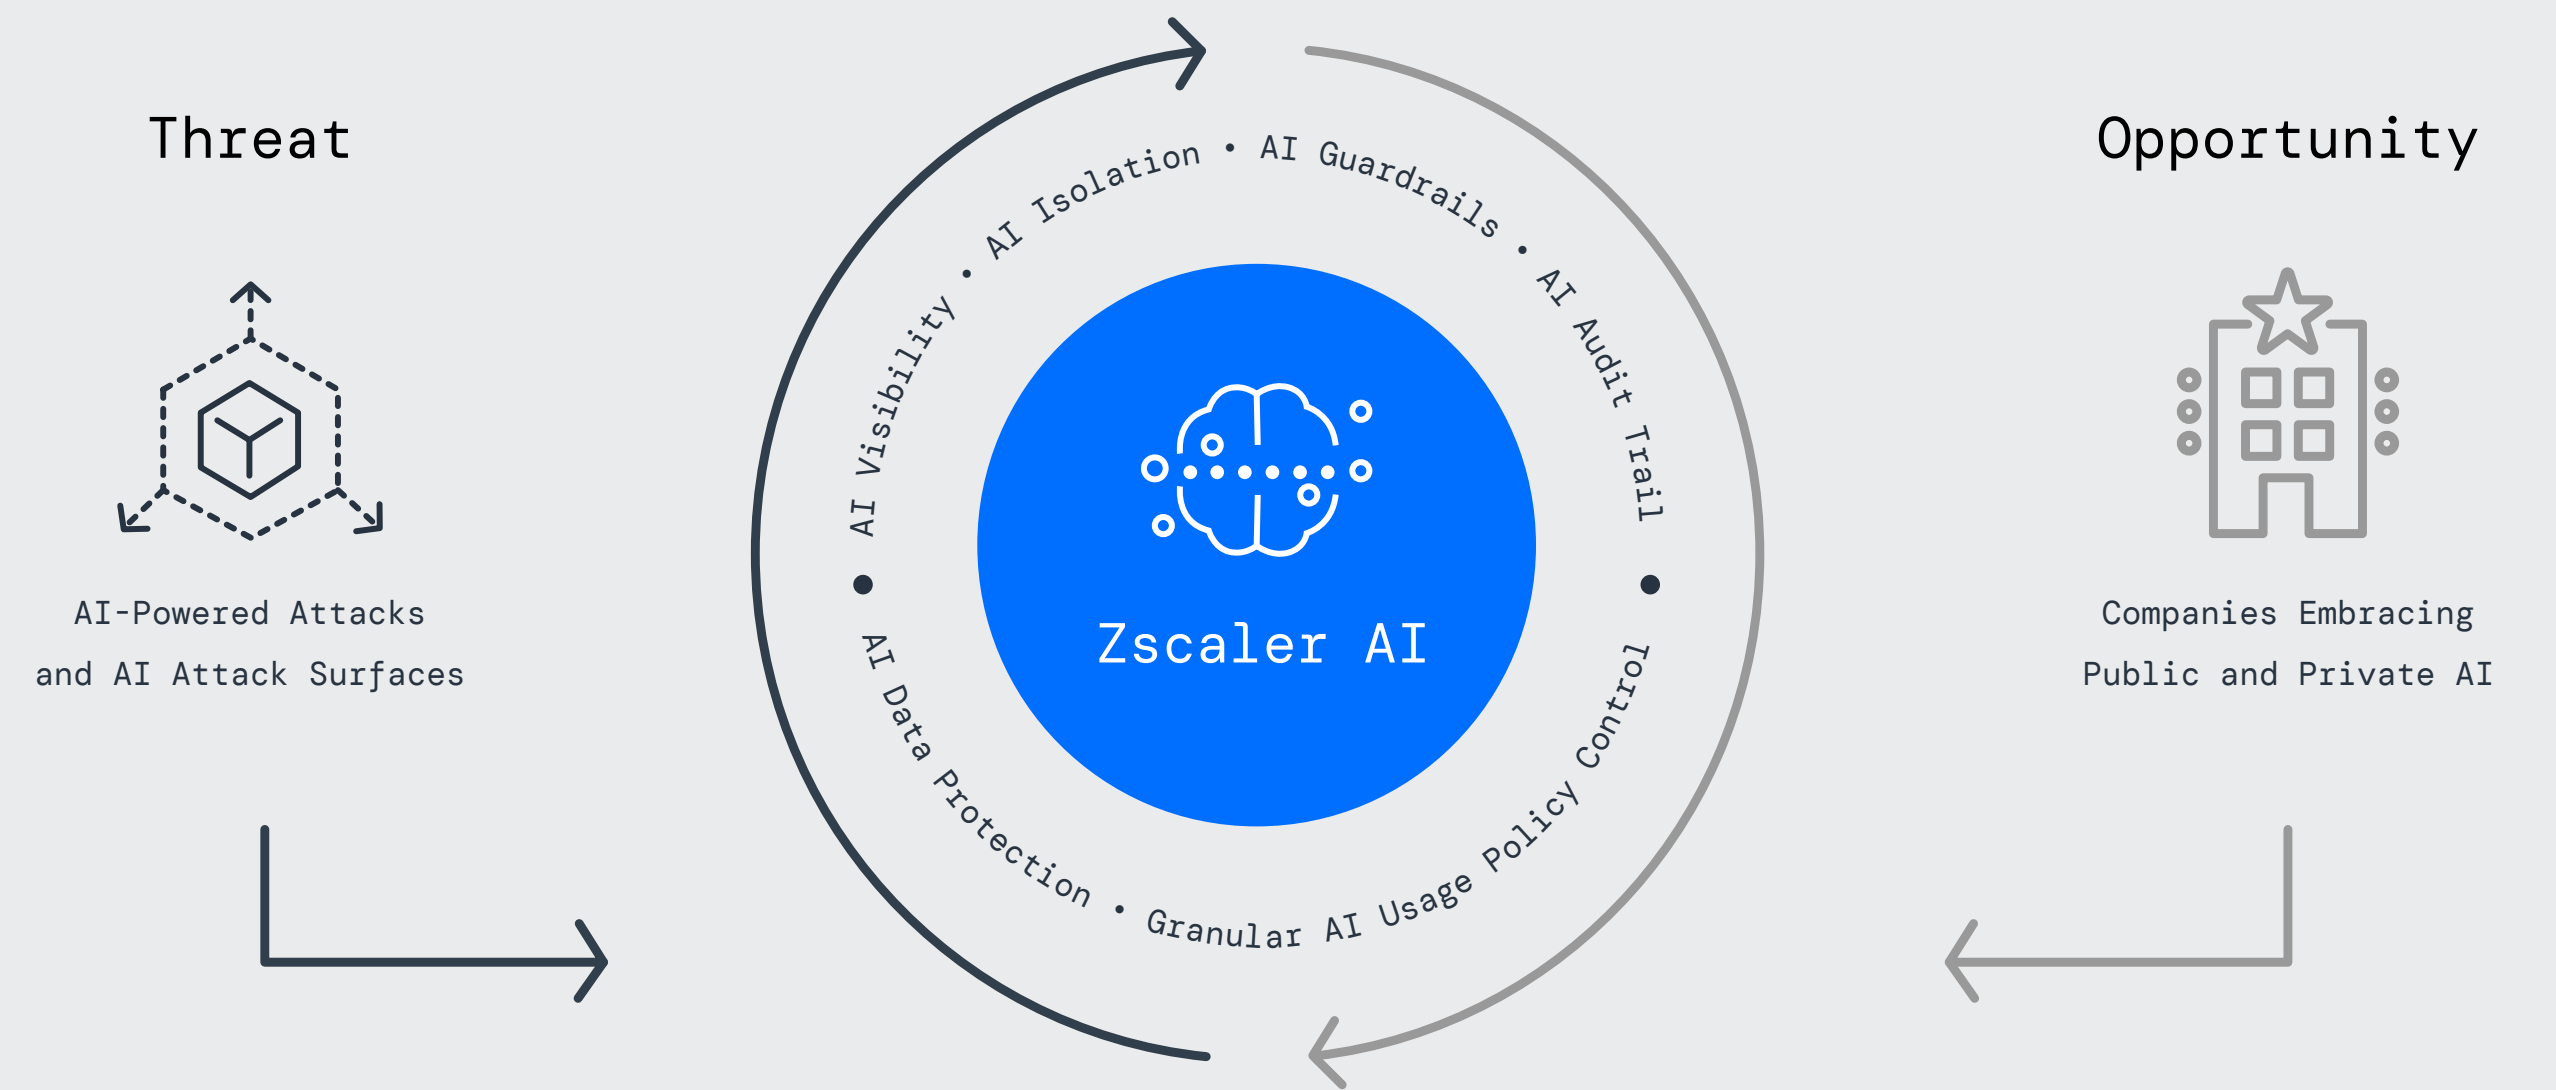 Threat
AI-Powered Attacks
and AI Attack Surfaces
AI Visibility • AI Isolation • AI Guardrails • AI Audit Trail
Zscaler AI
AI Data Protection • Granular AI Usage Policy Control
Opportunity
Companies Embracing
Public and Private AI